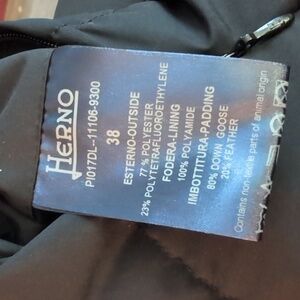 HERNO
PI017DL--11106-9300
38
ESTERNO-OUTSIDE
77 % POLYESTER
23% POLYTETRAFLUOROETHYLENE
FODERA-LINING
100% POLYAMIDE
IMBOTTITURA-PADDING
80% DOWN GOOSE
20% FEATHER
Contains non-textile parts of animal origin